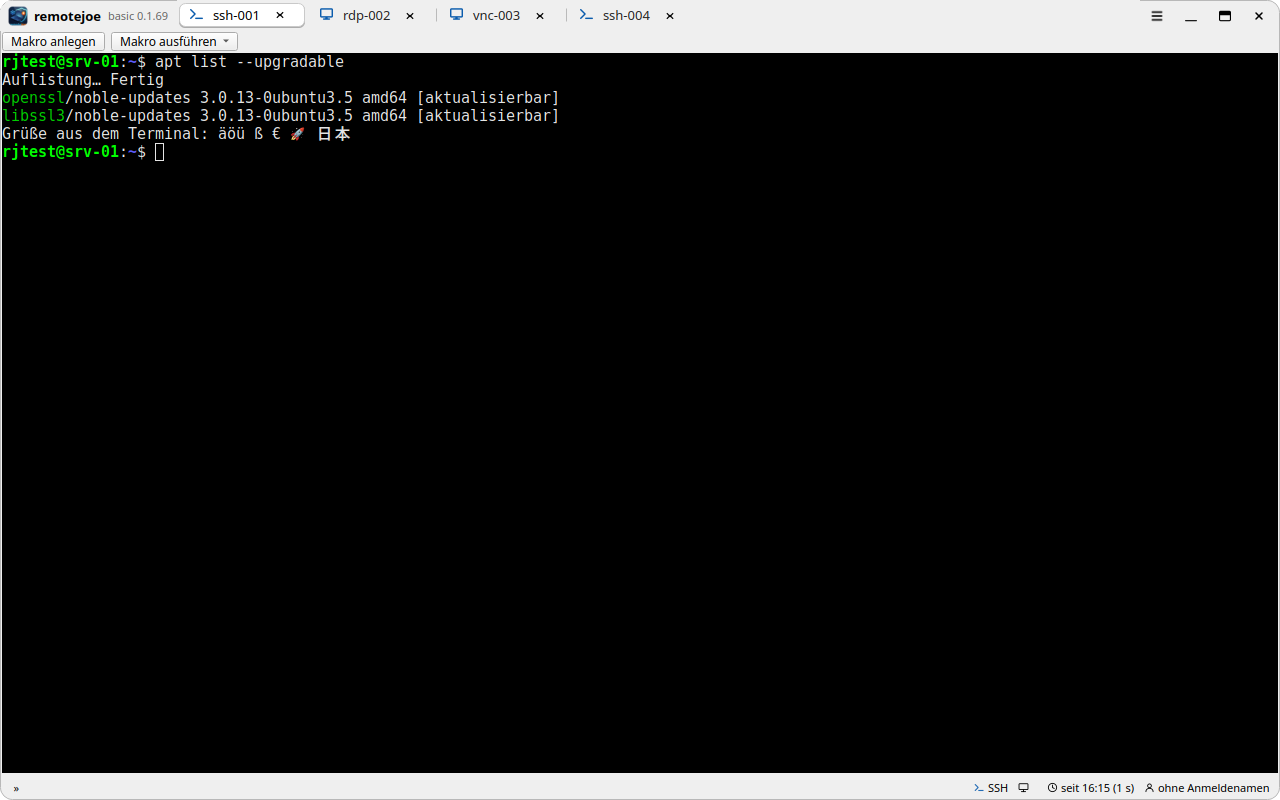 remotejoe basic 0.1.69 ssh-001 × rdp-002 × vnc-003 × ssh-004 ×
Makro anlegen Makro ausführen
rjtest@srv-01:~$ apt list --upgradable
Auflistung… Fertig
openssl/noble-updates 3.0.13-0ubuntu3.5 amd64 [aktualisierbar]
libssl3/noble-updates 3.0.13-0ubuntu3.5 amd64 [aktualisierbar]
Grüße aus dem Terminal: äöü ß € 🚀 日本
rjtest@srv-01:~$
» SSH seit 16:15 (1 s) ohne Anmeldenamen